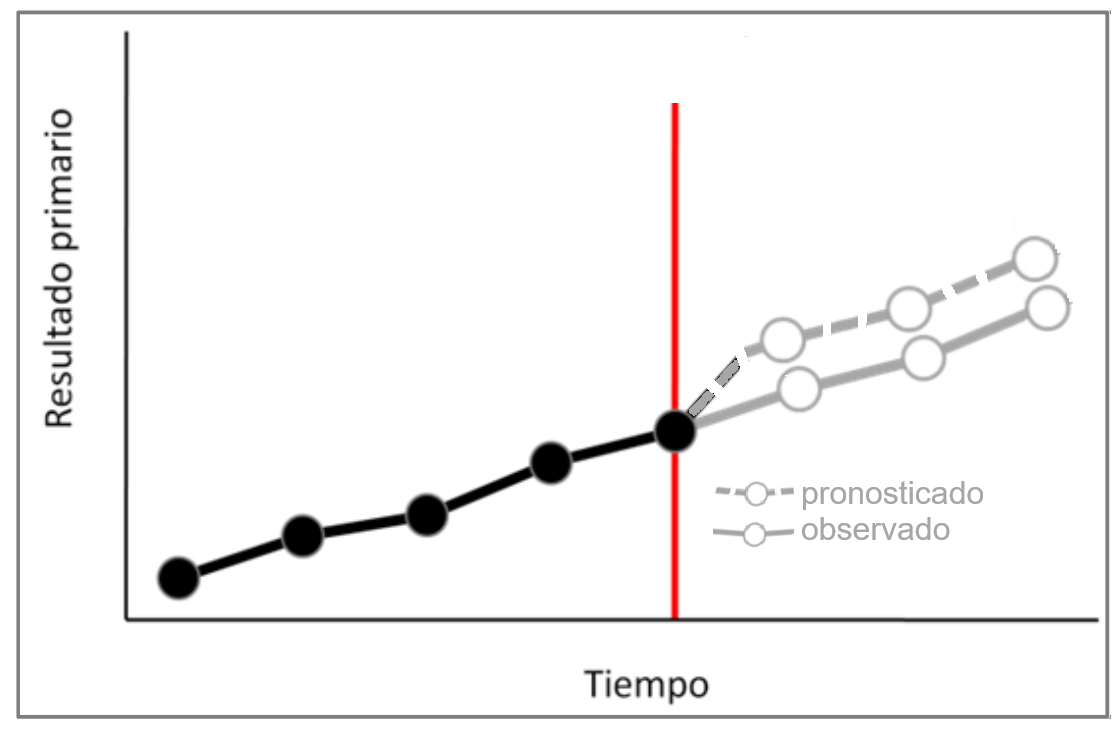 Resultado primario
pronosticado
observado
Tiempo